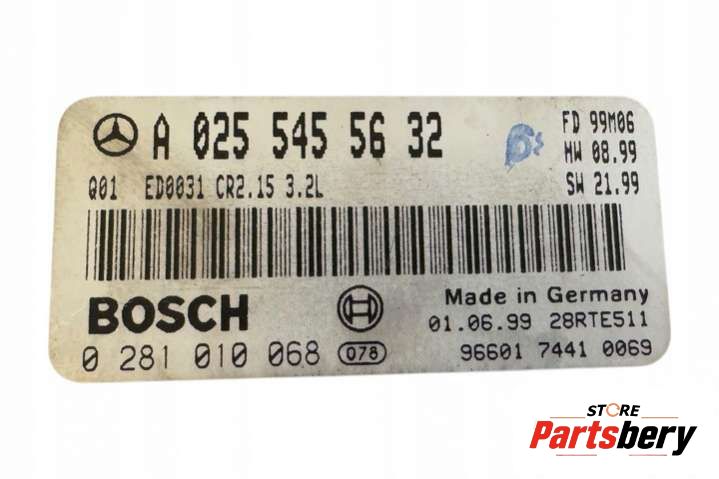 A 025 545 56 32
FD 99M06
MW 08.99
Q01 ED0031 CR2.15 3.2L
SW 21.99
BOSCH
Made in Germany
01.06.99 28RTE511
0 281 010 068 078
96601 7441 0069
STORE
Partsbery